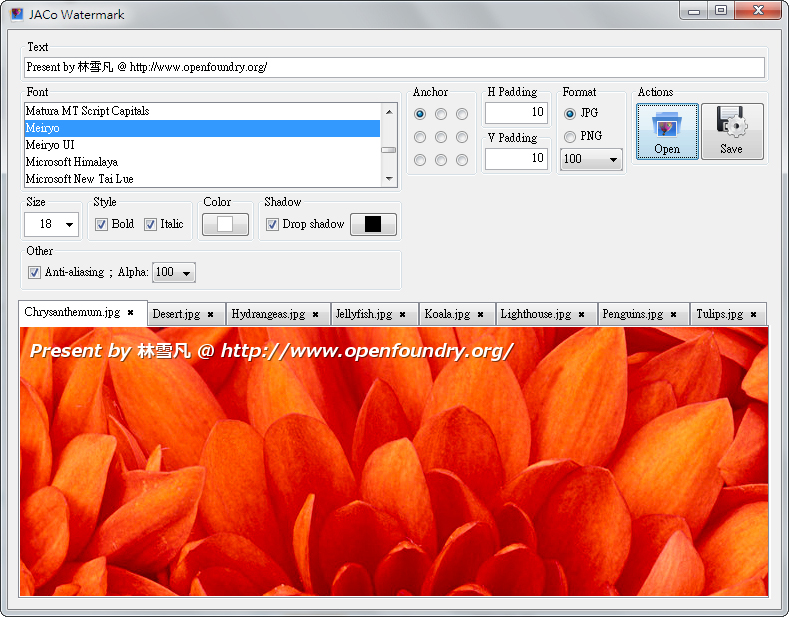 JACo Watermark
Text
Present by 林雪凡 @ http://www.openfoundry.org/
Font
Matura MT Script Capitals
Meiryo
Meiryo UI
Microsoft Himalaya
Microsoft New Tai Lue
Anchor
H Padding
10
V Padding
10
Format
JPG
PNG
100
Actions
Open
Save
Size
18
Style
Bold
Italic
Color
Shadow
Drop shadow
Other
Anti-aliasing ; Alpha: 100
Chrysanthemum.jpg
Desert.jpg
Hydrangeas.jpg
Jellyfish.jpg
Koala.jpg
Lighthouse.jpg
Penguins.jpg
Tulips.jpg
Present by 林雪凡 @ http://www.openfoundry.org/